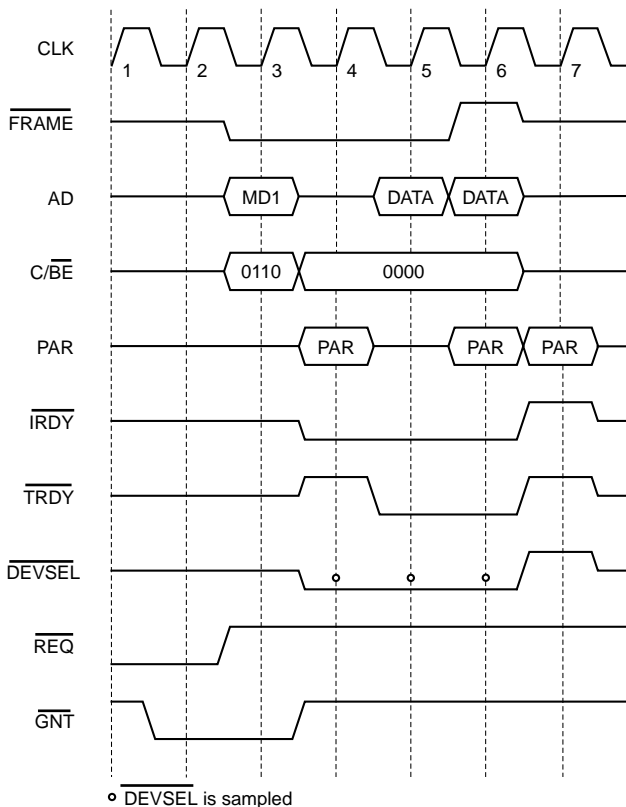 CLK
1 2 3 4 5 6 7
FRAME
AD MD1 DATA DATA
C/BE 0110 0000
PAR PAR PAR PAR
IRDY
TRDY
DEVSEL
REQ
GNT
DEVSEL is sampled